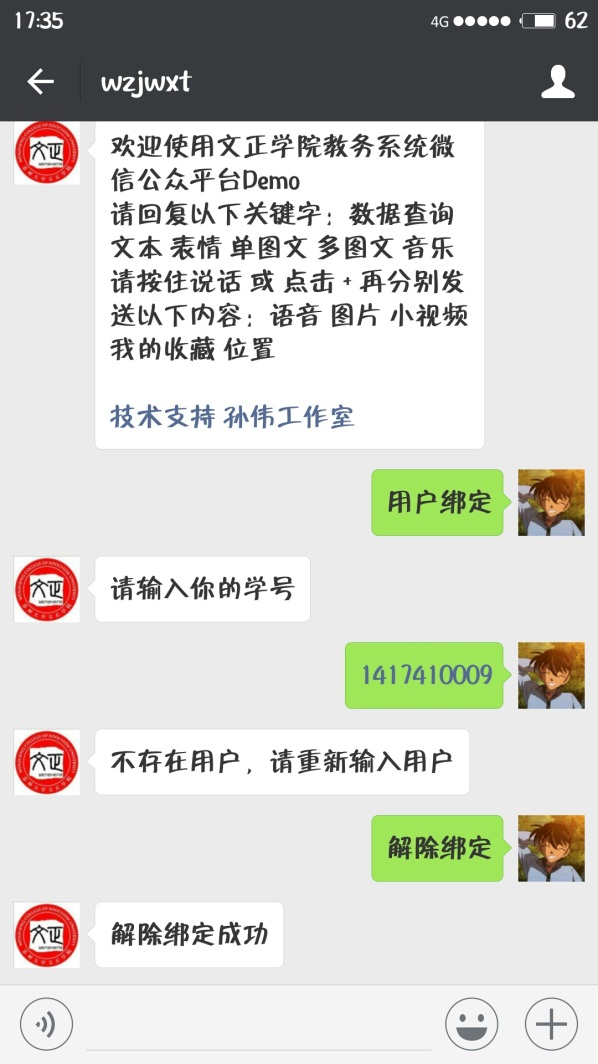 17:35
4G
62
wzjwxt
欢迎使用文正学院教务系统微
信公众平台Demo
请回复以下关键字：数据查询
文本 表情 单图文 多图文 音乐
请按住说话 或 点击 + 再分别发
送以下内容：语音 图片 小视频
我的收藏 位置
技术支持 孙伟工作室
用户绑定
文正
请输入你的学号
1417410009
文正
不存在用户，请重新输入用户
解除绑定
文正
解除绑定成功